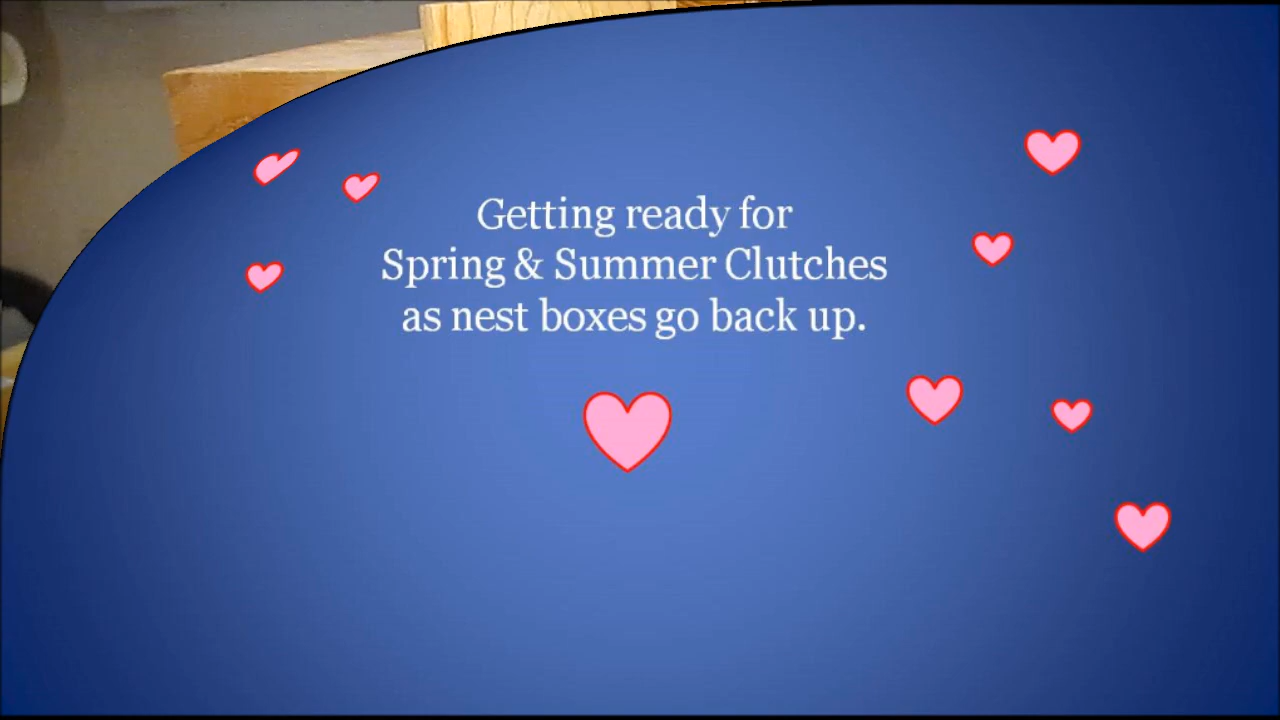 Getting ready for
Spring & Summer Clutches
as nest boxes go back up.